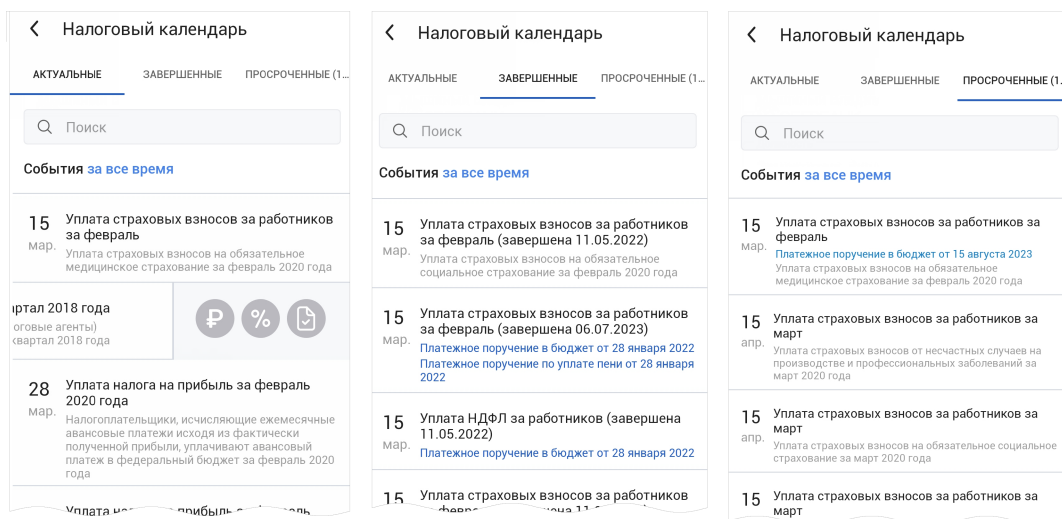 Налоговый календарь
АКТУАЛЬНЫЕ ЗАВЕРШЕННЫЕ ПРОСРОЧЕННЫЕ (1...
Поиск
События за все время
15 мар.
Уплата страховых взносов за работников
за февраль
Уплата страховых взносов на обязательное
медицинское страхование за февраль 2020 года
артал 2018 года
оговые агенты)
квартал 2018 года
28 мар.
Уплата налога на прибыль за февраль
2020 года
Налогоплательщики, исчисляющие ежемесячные
авансовые платежи исходя из фактически
полученной прибыли, уплачивают авансовый
платеж в федеральный бюджет за февраль 2020
года
Налоговый календарь
АКТУАЛЬНЫЕ ЗАВЕРШЕННЫЕ ПРОСРОЧЕННЫЕ (1...
Поиск
События за все время
15 мар.
Уплата страховых взносов за работников
за февраль (завершена 11.05.2022)
Уплата страховых взносов на обязательное
социальное страхование за февраль 2020 года
15 мар.
Уплата страховых взносов за работников
за февраль (завершена 06.07.2023)
Платежное поручение в бюджет от 28 января 2022
Платежное поручение по уплате пени от 28 января
2022
15 мар.
Уплата НДФЛ за работников (завершена
11.05.2022)
Платежное поручение в бюджет от 28 января 2022
15
Уплата страховых взносов за работников
Налоговый календарь
АКТУАЛЬНЫЕ ЗАВЕРШЕННЫЕ ПРОСРОЧЕННЫЕ (1.
Поиск
События за все время
15 мар.
Уплата страховых взносов за работников за
февраль
Платежное поручение в бюджет от 15 августа 2023
Уплата страховых взносов на обязательное
медицинское страхование за февраль 2020 года
15 апр.
Уплата страховых взносов за работников за
март
Уплата страховых взносов от несчастных случаев на
производстве и профессиональных заболеваний за
март 2020 года
15 апр.
Уплата страховых взносов за работников за
март
Уплата страховых взносов на обязательное социальное
страхование за март 2020 года
15
Уплата страховых взносов за работников за
март